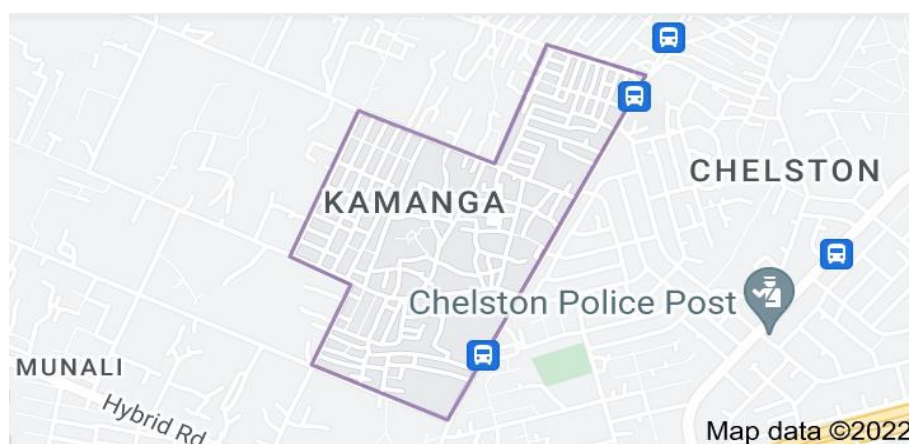 CHELSTON
KAMANGA
Chelston Police Post
MUNALI
Hybrid Rd
Map data ©2022